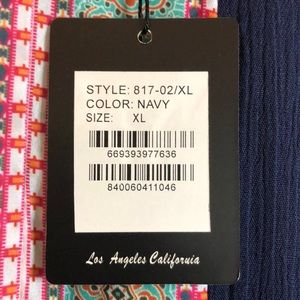 STYLE: 817-02/XL
COLOR: NAVY
SIZE: XL
669393977636
840060411046
Los Angeles California